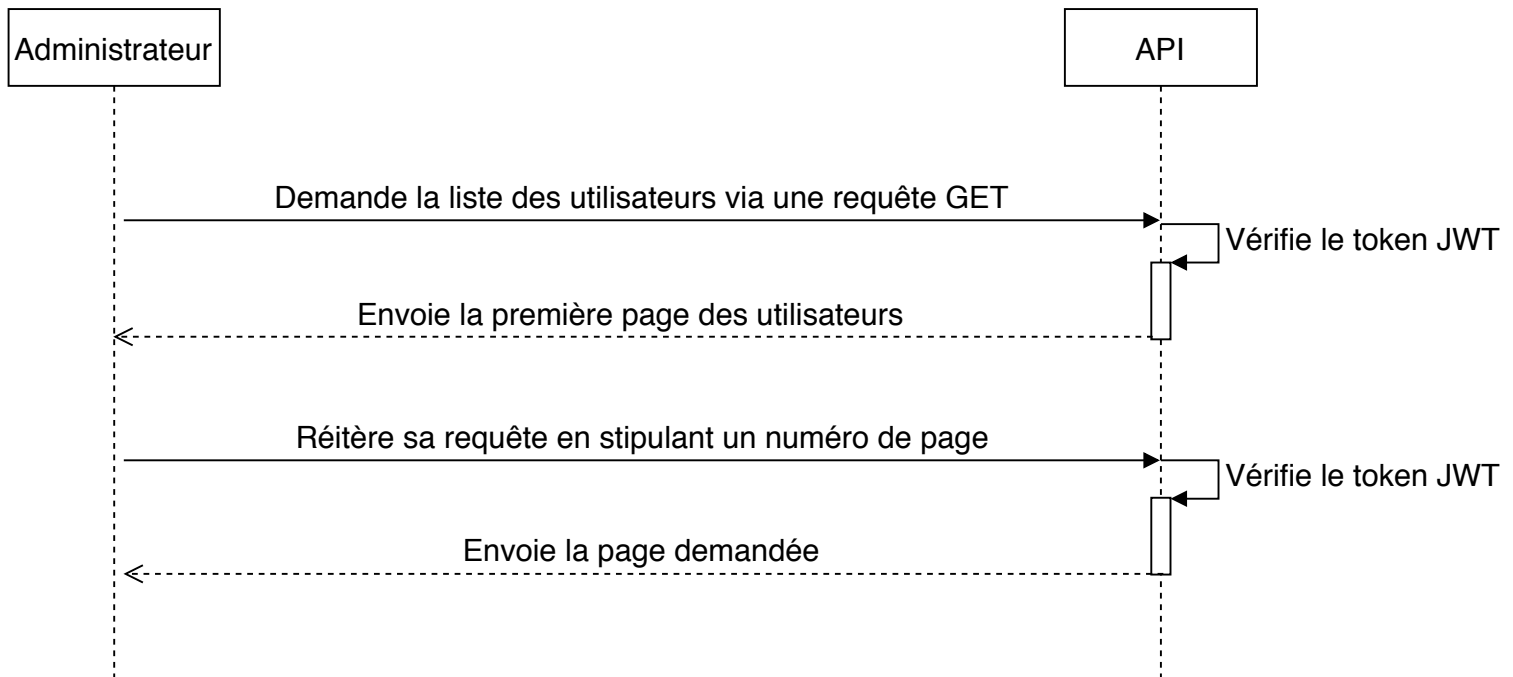 Administrateur
API
Demande la liste des utilisateurs via une requête GET
Vérifie le token JWT
Envoie la première page des utilisateurs
Réitère sa requête en stipulant un numéro de page
Vérifie le token JWT
Envoie la page demandée